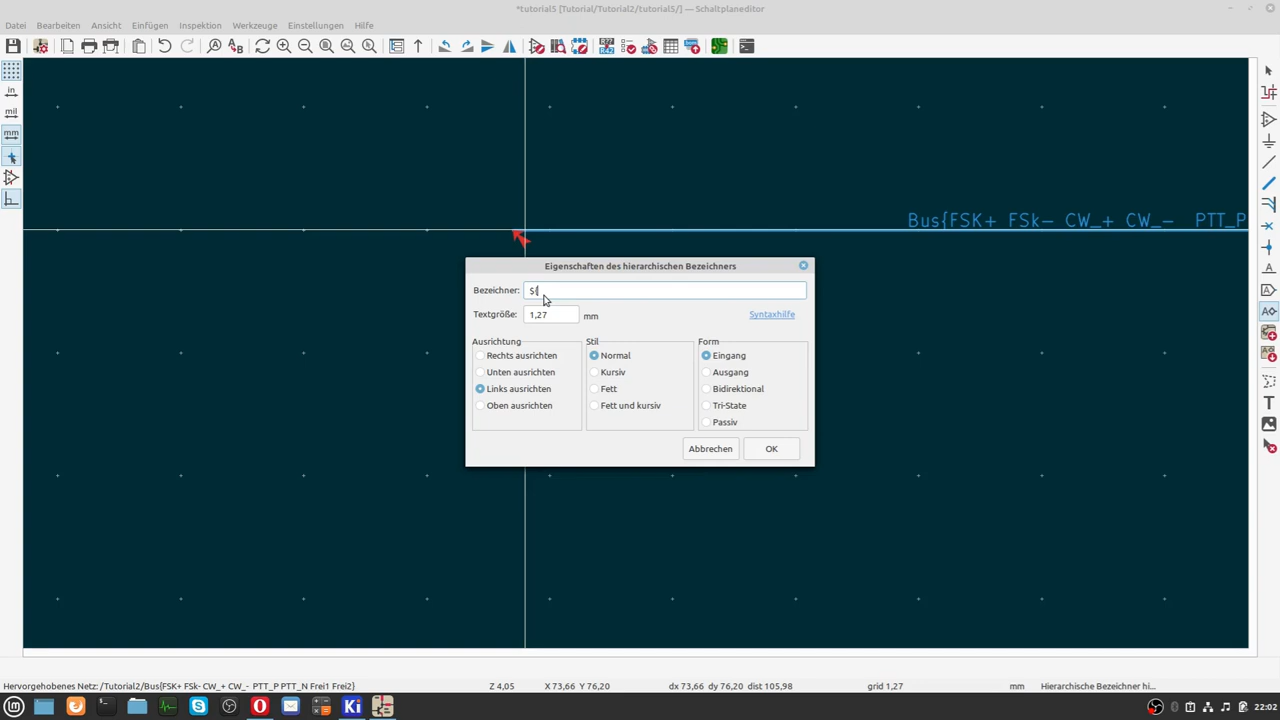 *tutorial5 [Tutorial/Tutorial2/tutorial5/] — Schaltplaneditor
Datei Bearbeiten Ansicht Einfügen Inspektion Werkzeuge Einstellungen Hilfe
in
mil
mm
Bus{FSK+ FSk- CW_+ CW_- PTT_P
Eigenschaften des hierarchischen Bezeichners
Bezeichner: ${
Textgröße: 1,27 mm Syntaxhilfe
Ausrichtung Stil Form
Rechts ausrichten Normal Eingang
Unten ausrichten Kursiv Ausgang
Links ausrichten Fett Bidirektional
Oben ausrichten Fett und kursiv Tri-State
Passiv
Abbrechen OK
Hervorgehobenes Netz: /Tutorial2/Bus{FSK+ FSk- CW_+ CW_- PTT_P PTT_N Frei1 Frei2} Z 4,05 X 73,66 Y 76,20 dx 73,66 dy 76,20 dist 105,98 grid 1,27 mm Hierarchische Bezeichner hi...
Ki 22:02